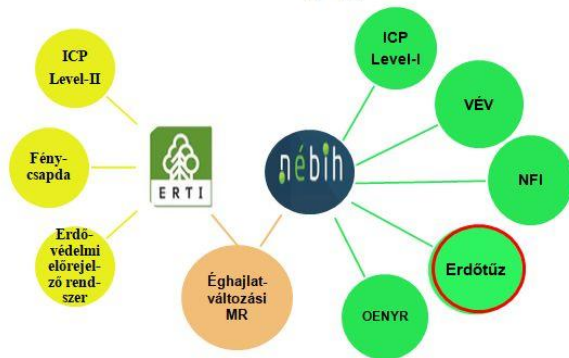 ICP
Level-II
Fény-
csapda
Erdő-
védelmi
előrejel-
ző rend-
szer
ERTI
nébih
Éghajlat-
változási
MR
ICP
Level-I
VÉV
NFI
Erdőtűz
OENYR